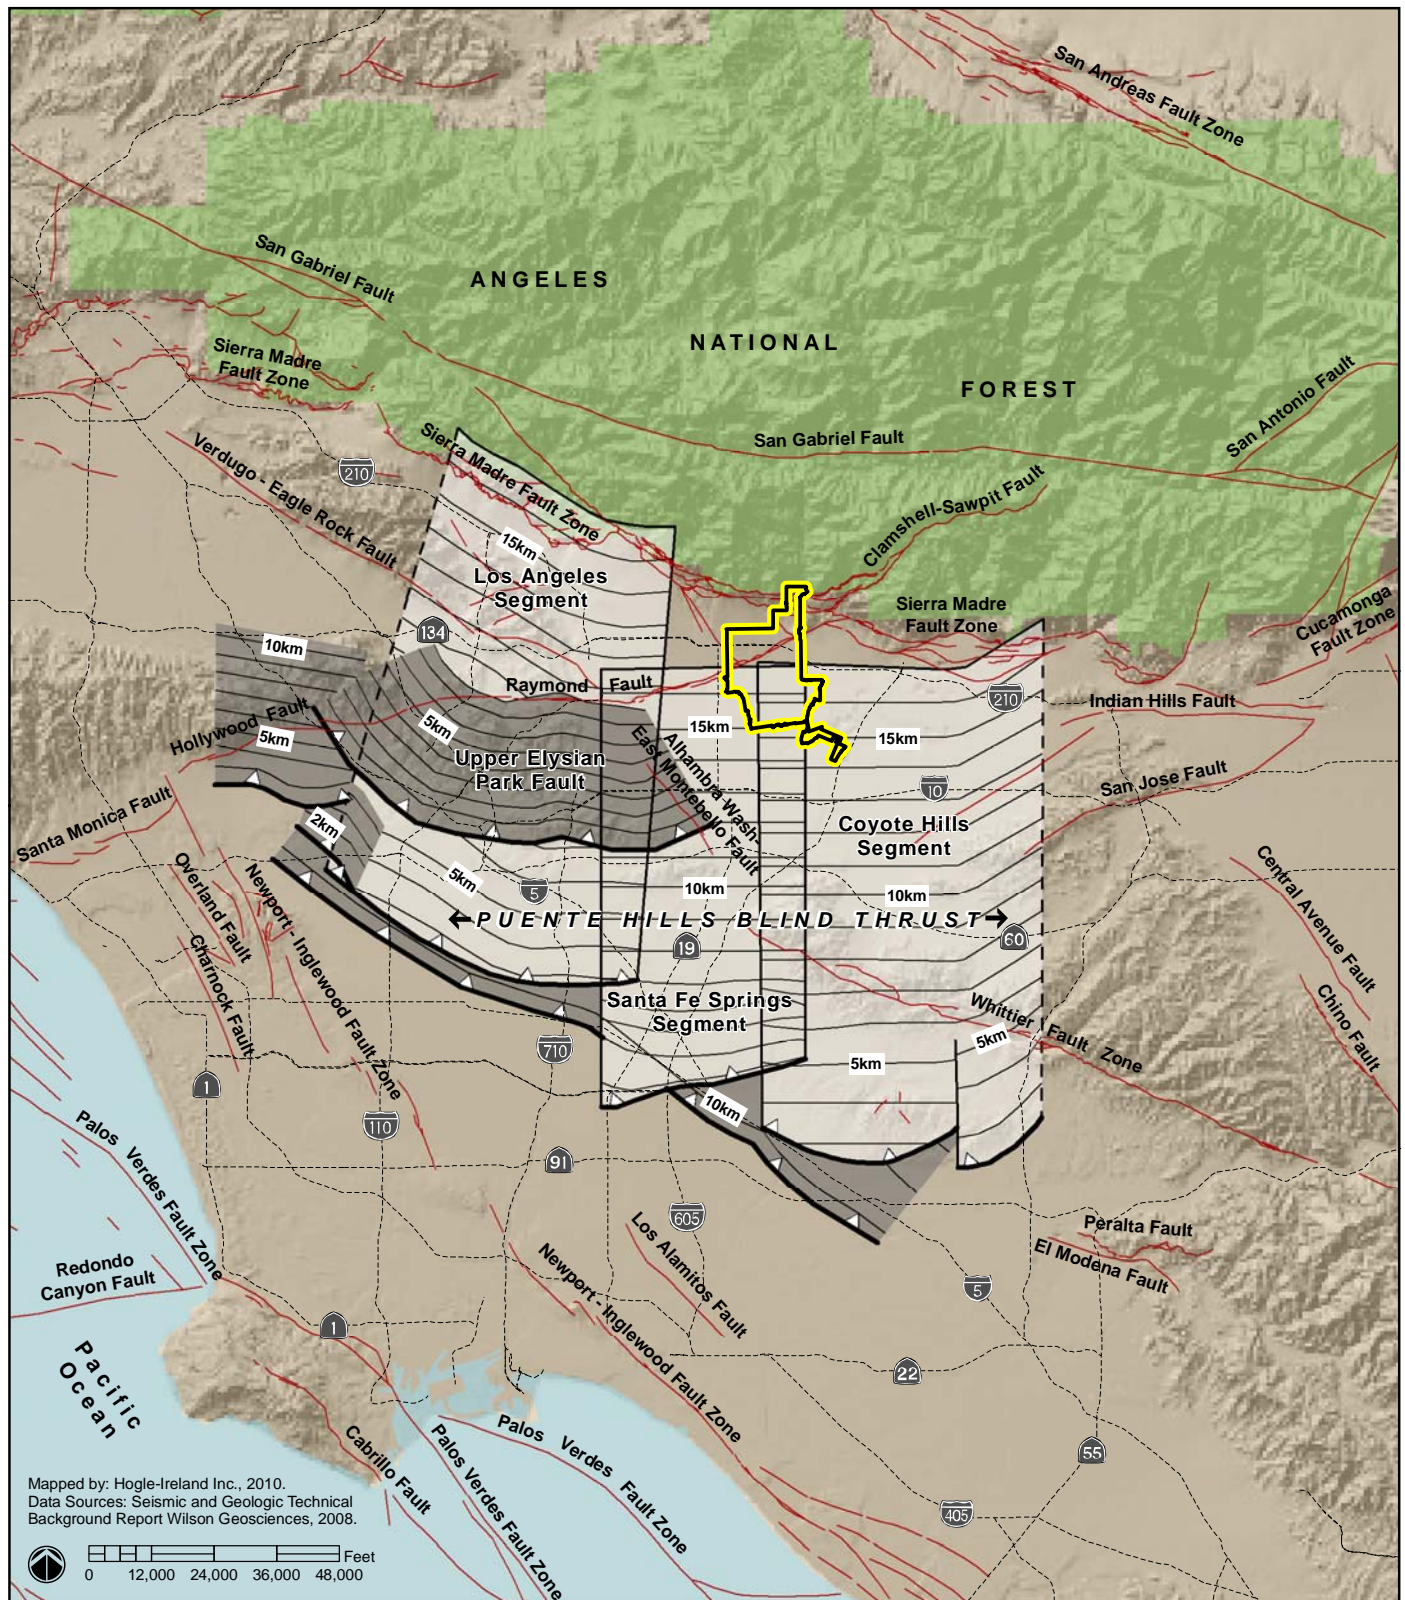 San Andreas Fault Zone
San Gabriel Fault
ANGELES
NATIONAL
FOREST
Sierra Madre
Fault Zone
San Antonio Fault
San Gabriel Fault
Verdugo - Eagle Rock Fault
210
Sierra Madre Fault Zone
Clamshell-Sawpit Fault
15km
Los Angeles
Segment
Sierra Madre
Fault Zone
Cucamonga
Fault Zone
134
10km
Raymond Fault
210
Indian Hills Fault
Hollywood Fault
5km
5km
15km
15km
Alhambra Wash-
East Montebello Fault
Upper Elysian
Park Fault
San Jose Fault
10
Santa Monica Fault
2km
Coyote Hills
Segment
Overland Fault
Newport - Inglewood Fault Zone
5km
5
10km
10km
Central Avenue Fault
PUENTE HILLS BLIND THRUST
19
60
Charnock Fault
Santa Fe Springs
Segment
Whittier Fault Zone
Chino Fault
5km
710
5km
1
10km
110
Palos Verdes Fault Zone
91
605
Los Alamitos Fault
Peralta Fault
El Modena Fault
Redondo
Canyon Fault
Newport - Inglewood Fault Zone
5
1
Pacific
Ocean
22
Cabrillo Fault
Palos Verdes Fault Zone
Palos Verdes Fault Zone
55
405
Mapped by: Hogle-Ireland Inc., 2010.
Data Sources: Seismic and Geologic Technical
Background Report Wilson Geosciences, 2008.
Feet
0 12,000 24,000 36,000 48,000